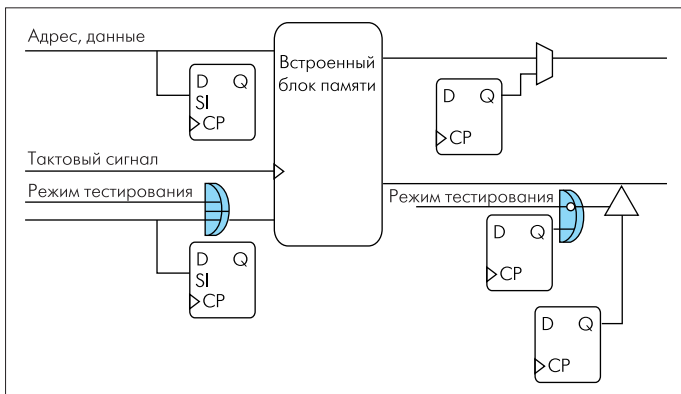 Адрес, данные
Встроенный
блок памяти
D Q
SI
CP
D Q
CP
Тактовый сигнал
Режим тестирования
Режим тестирования
D Q
SI
CP
D Q
CP
D Q
CP